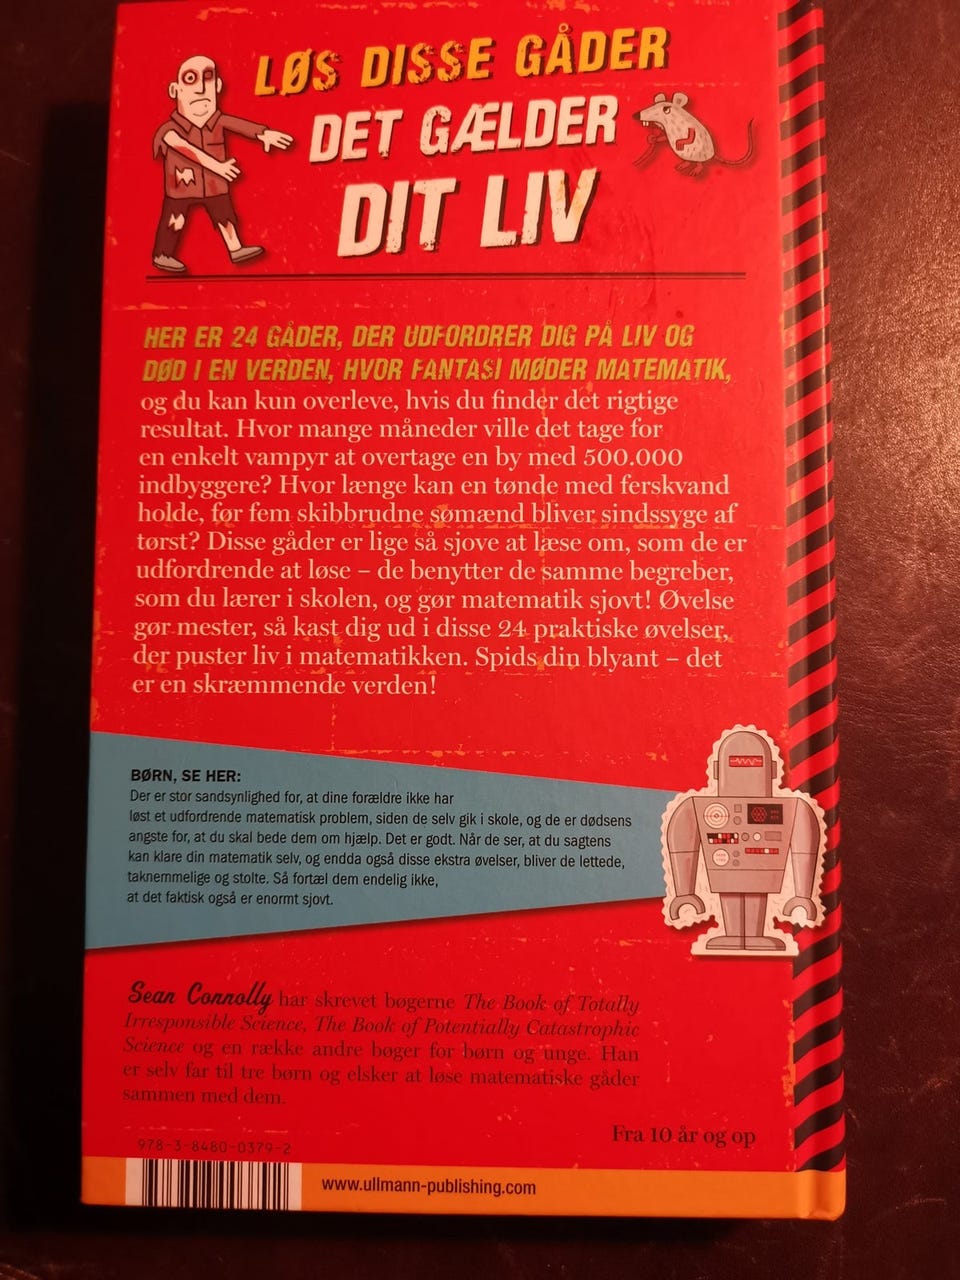 LØS DISSE GÅDER
DET GÆLDER
DIT LIV
HER ER 24 GÅDER, DER UDFORDRER DIG PÅ LIV OG
DØD I EN VERDEN, HVOR FANTASI MØDER MATEMATIK,
og du kan kun overleve, hvis du finder det rigtige
resultat. Hvor mange måneder ville det tage for
en enkelt vampyr at overtage en by med 500.000
indbyggere? Hvor længe kan en tønde med ferskvand
holde, før fem skibbrudne sømænd bliver sindssyge af
tørst? Disse gåder er lige så sjove at læse om, som de er
udfordrende at løse – de benytter de samme begreber,
som du lærer i skolen, og gør matematik sjovt! Øvelse
gør mester, så kast dig ud i disse 24 praktiske øvelser,
der puster liv i matematikken. Spids din blyant – det
er en skræmmende verden!
BØRN, SE HER:
Der er stor sandsynlighed for, at dine forældre ikke har
løst et udfordrende matematisk problem, siden de selv gik i skole, og de er dødsens
angste for, at du skal bede dem om hjælp. Det er godt. Når de ser, at du sagtens
kan klare din matematik selv, og endda også disse ekstra øvelser, bliver de lettede,
taknemmelige og stolte. Så fortæl dem endelig ikke,
at det faktisk også er enormt sjovt.
Sean Connolly har skrevet bøgerne The Book of Totally
Irresponsible Science, The Book of Potentially Catastrophic
Science og en række andre bøger for børn og unge. Han
er selv far til tre børn og elsker at løse matematiske gåder
sammen med dem.
Fra 10 år og op
978-3-8480-0379-2
www.ullmann-publishing.com